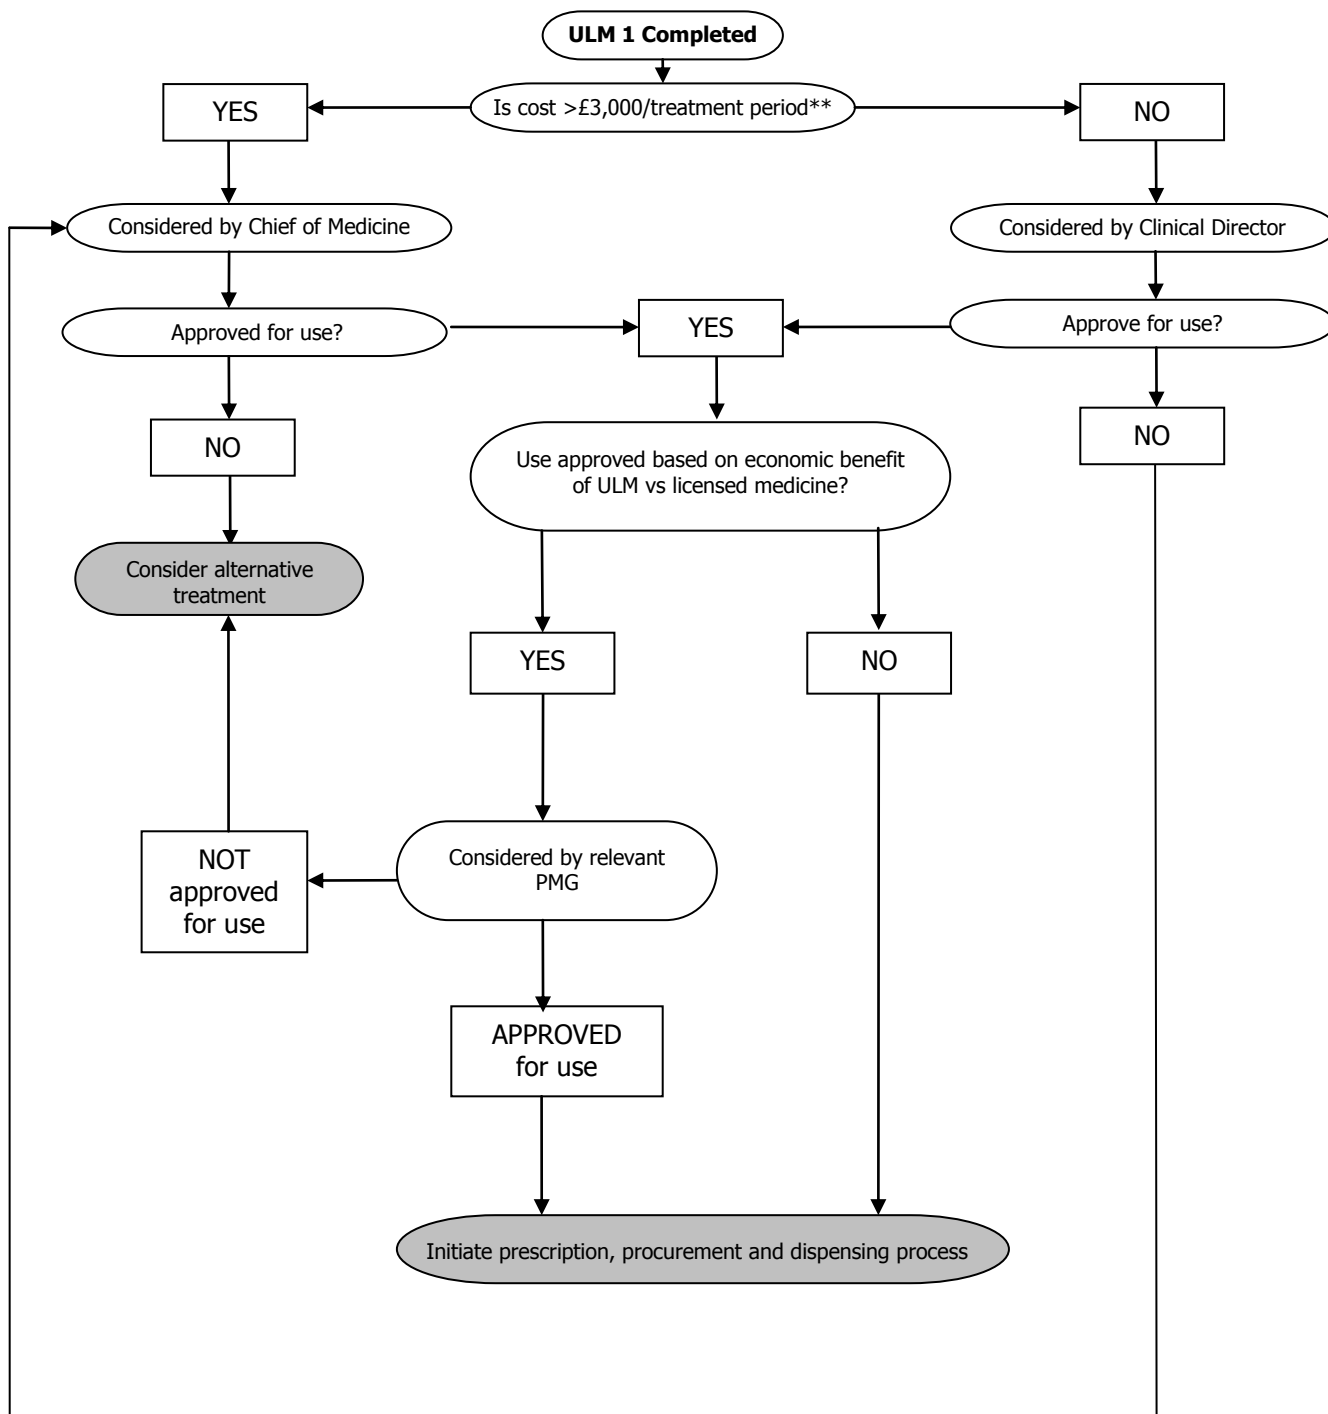 ULM 1 Completed
Is cost >£3,000/treatment period**
YES
NO
Considered by Chief of Medicine
Considered by Clinical Director
Approved for use?
YES
Approve for use?
NO
NO
Use approved based on economic benefit
of ULM vs licensed medicine?
Consider alternative
treatment
YES
NO
NOT
approved
for use
Considered by relevant
PMG
APPROVED
for use
Initiate prescription, procurement and dispensing process